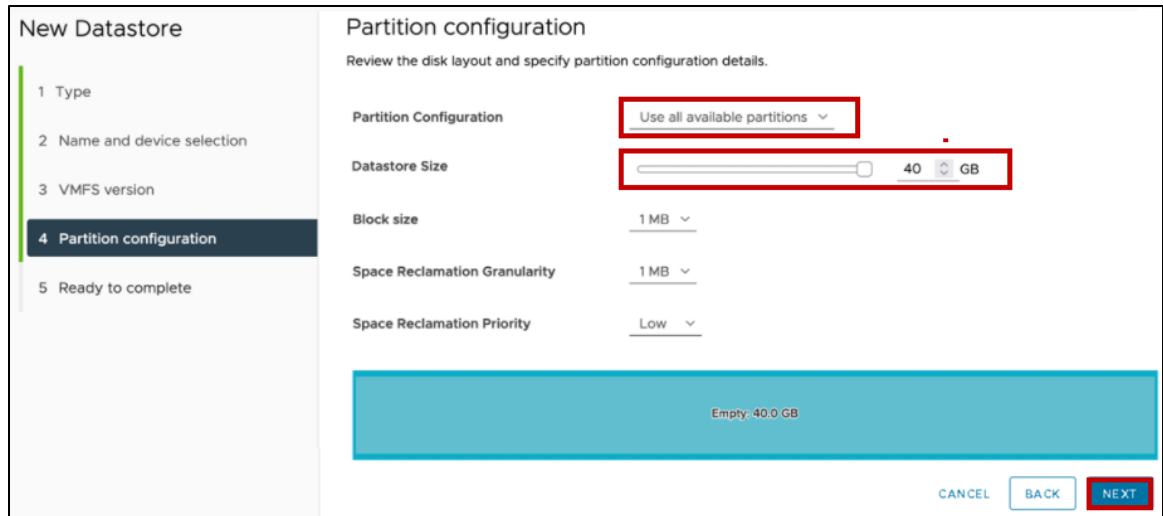 New Datastore
1 Type
2 Name and device selection
3 VMFS version
4 Partition configuration
5 Ready to complete
Partition configuration
Review the disk layout and specify partition configuration details.
Partition Configuration Use all available partitions
Datastore Size 40 GB
Block size 1 MB
Space Reclamation Granularity 1 MB
Space Reclamation Priority Low
Empty: 40.0 GB
CANCEL BACK NEXT